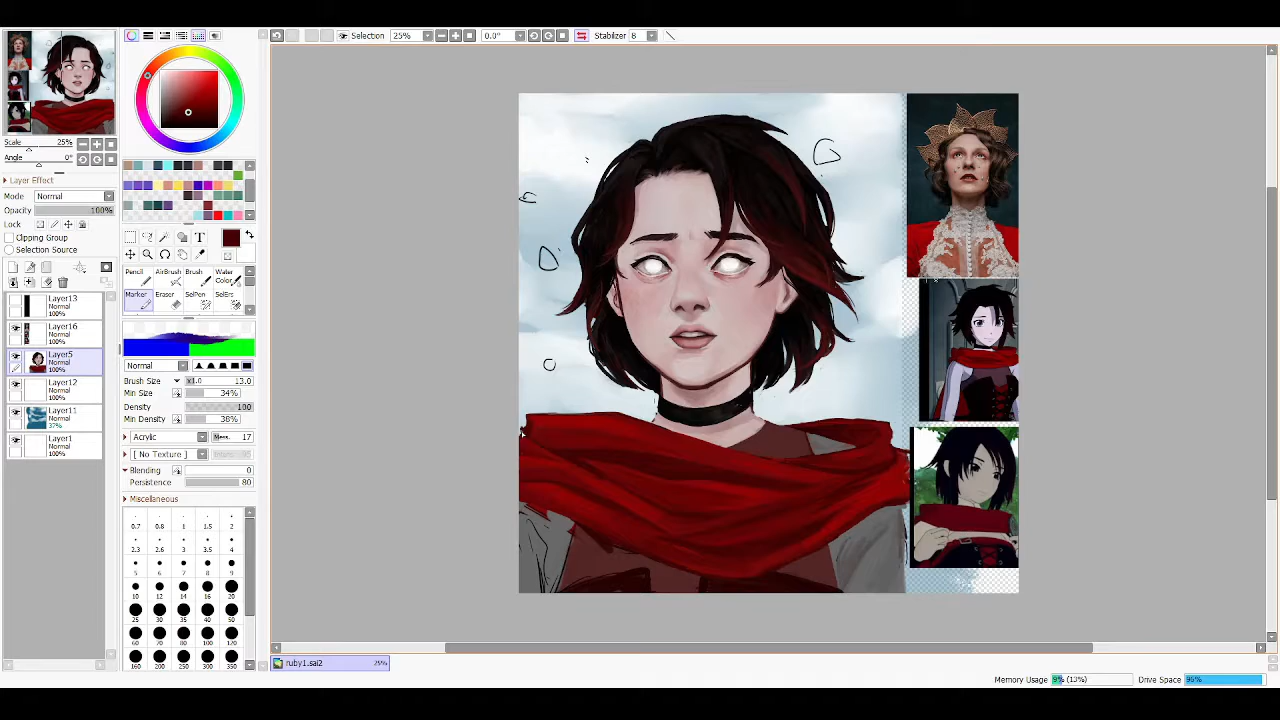 Selection 25% 0.0° Stabilizer 8
Scale 25%
Angle 0°
Layer Effect
Mode Normal
Opacity 100%
Lock
Clipping Group
Selection Source
Layer13
Normal
100%
Layer16
Normal
100%
Layer5
Normal
100%
Layer12
Normal
100%
Layer11
Normal
37%
Layer1
Normal
100%
T
Pencil AirBrush Brush Water Color
Marker Eraser SelPen SelErs
Normal
Brush Size x1.0 13.0
Min Size 34%
Density 100
Min Density 38%
Acrylic 17
[ No Texture ]
Blending 0
Persistence 80
Miscellaneous
0.7 0.8 1 1.5 2
2.3 2.6 3 3.5 4
5 6 7 8 9
10 12 14 16 20
25 30 35 40 50
60 70 80 100 120
160 200 250 300 350
ruby1.sai2 25%
Memory Usage 9% (13%) Drive Space 96%